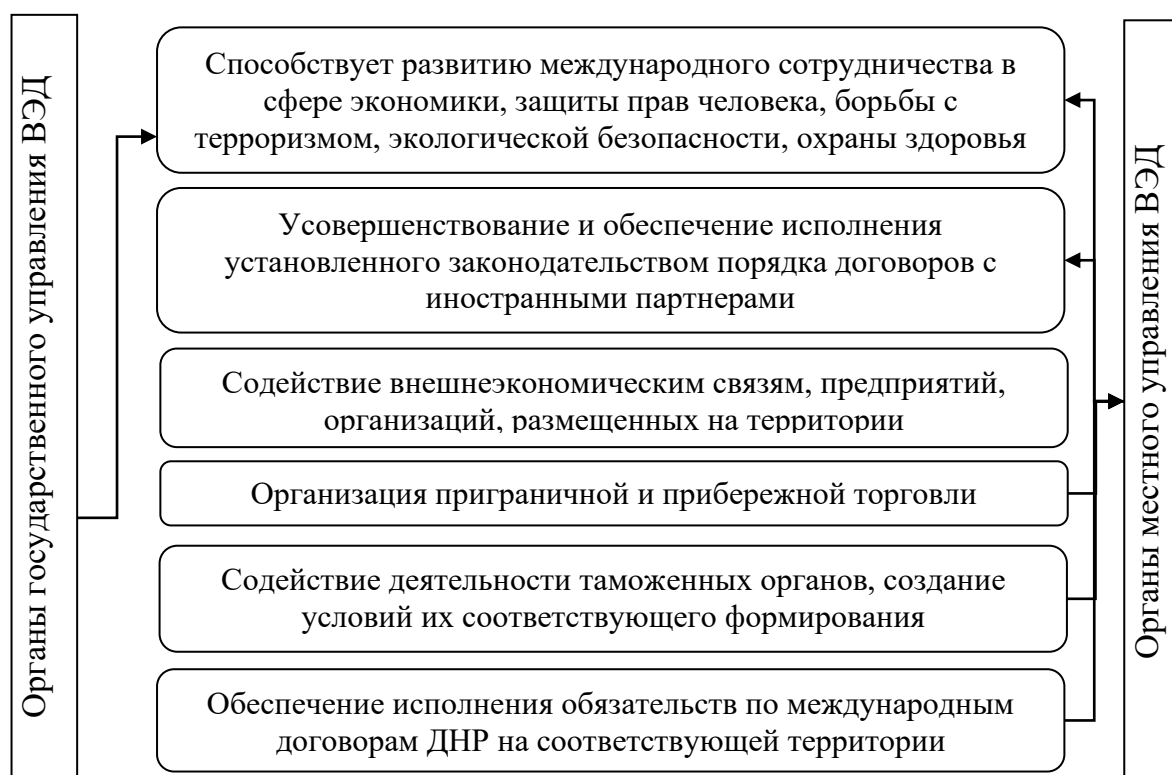 Органы государственного управления ВЭД
Способствует развитию международного сотрудничества в
сфере экономики, защиты прав человека, борьбы с
терроризмом, экологической безопасности, охраны здоровья
Усовершенствование и обеспечение исполнения
установленного законодательством порядка договоров с
иностранными партнерами
Содействие внешнеэкономическим связям, предприятий,
организаций, размещенных на территории
Организация приграничной и прибережной торговли
Содействие деятельности таможенных органов, создание
условий их соответствующего формирования
Обеспечение исполнения обязательств по международным
договорам ДНР на соответствующей территории
Органы местного управления ВЭД